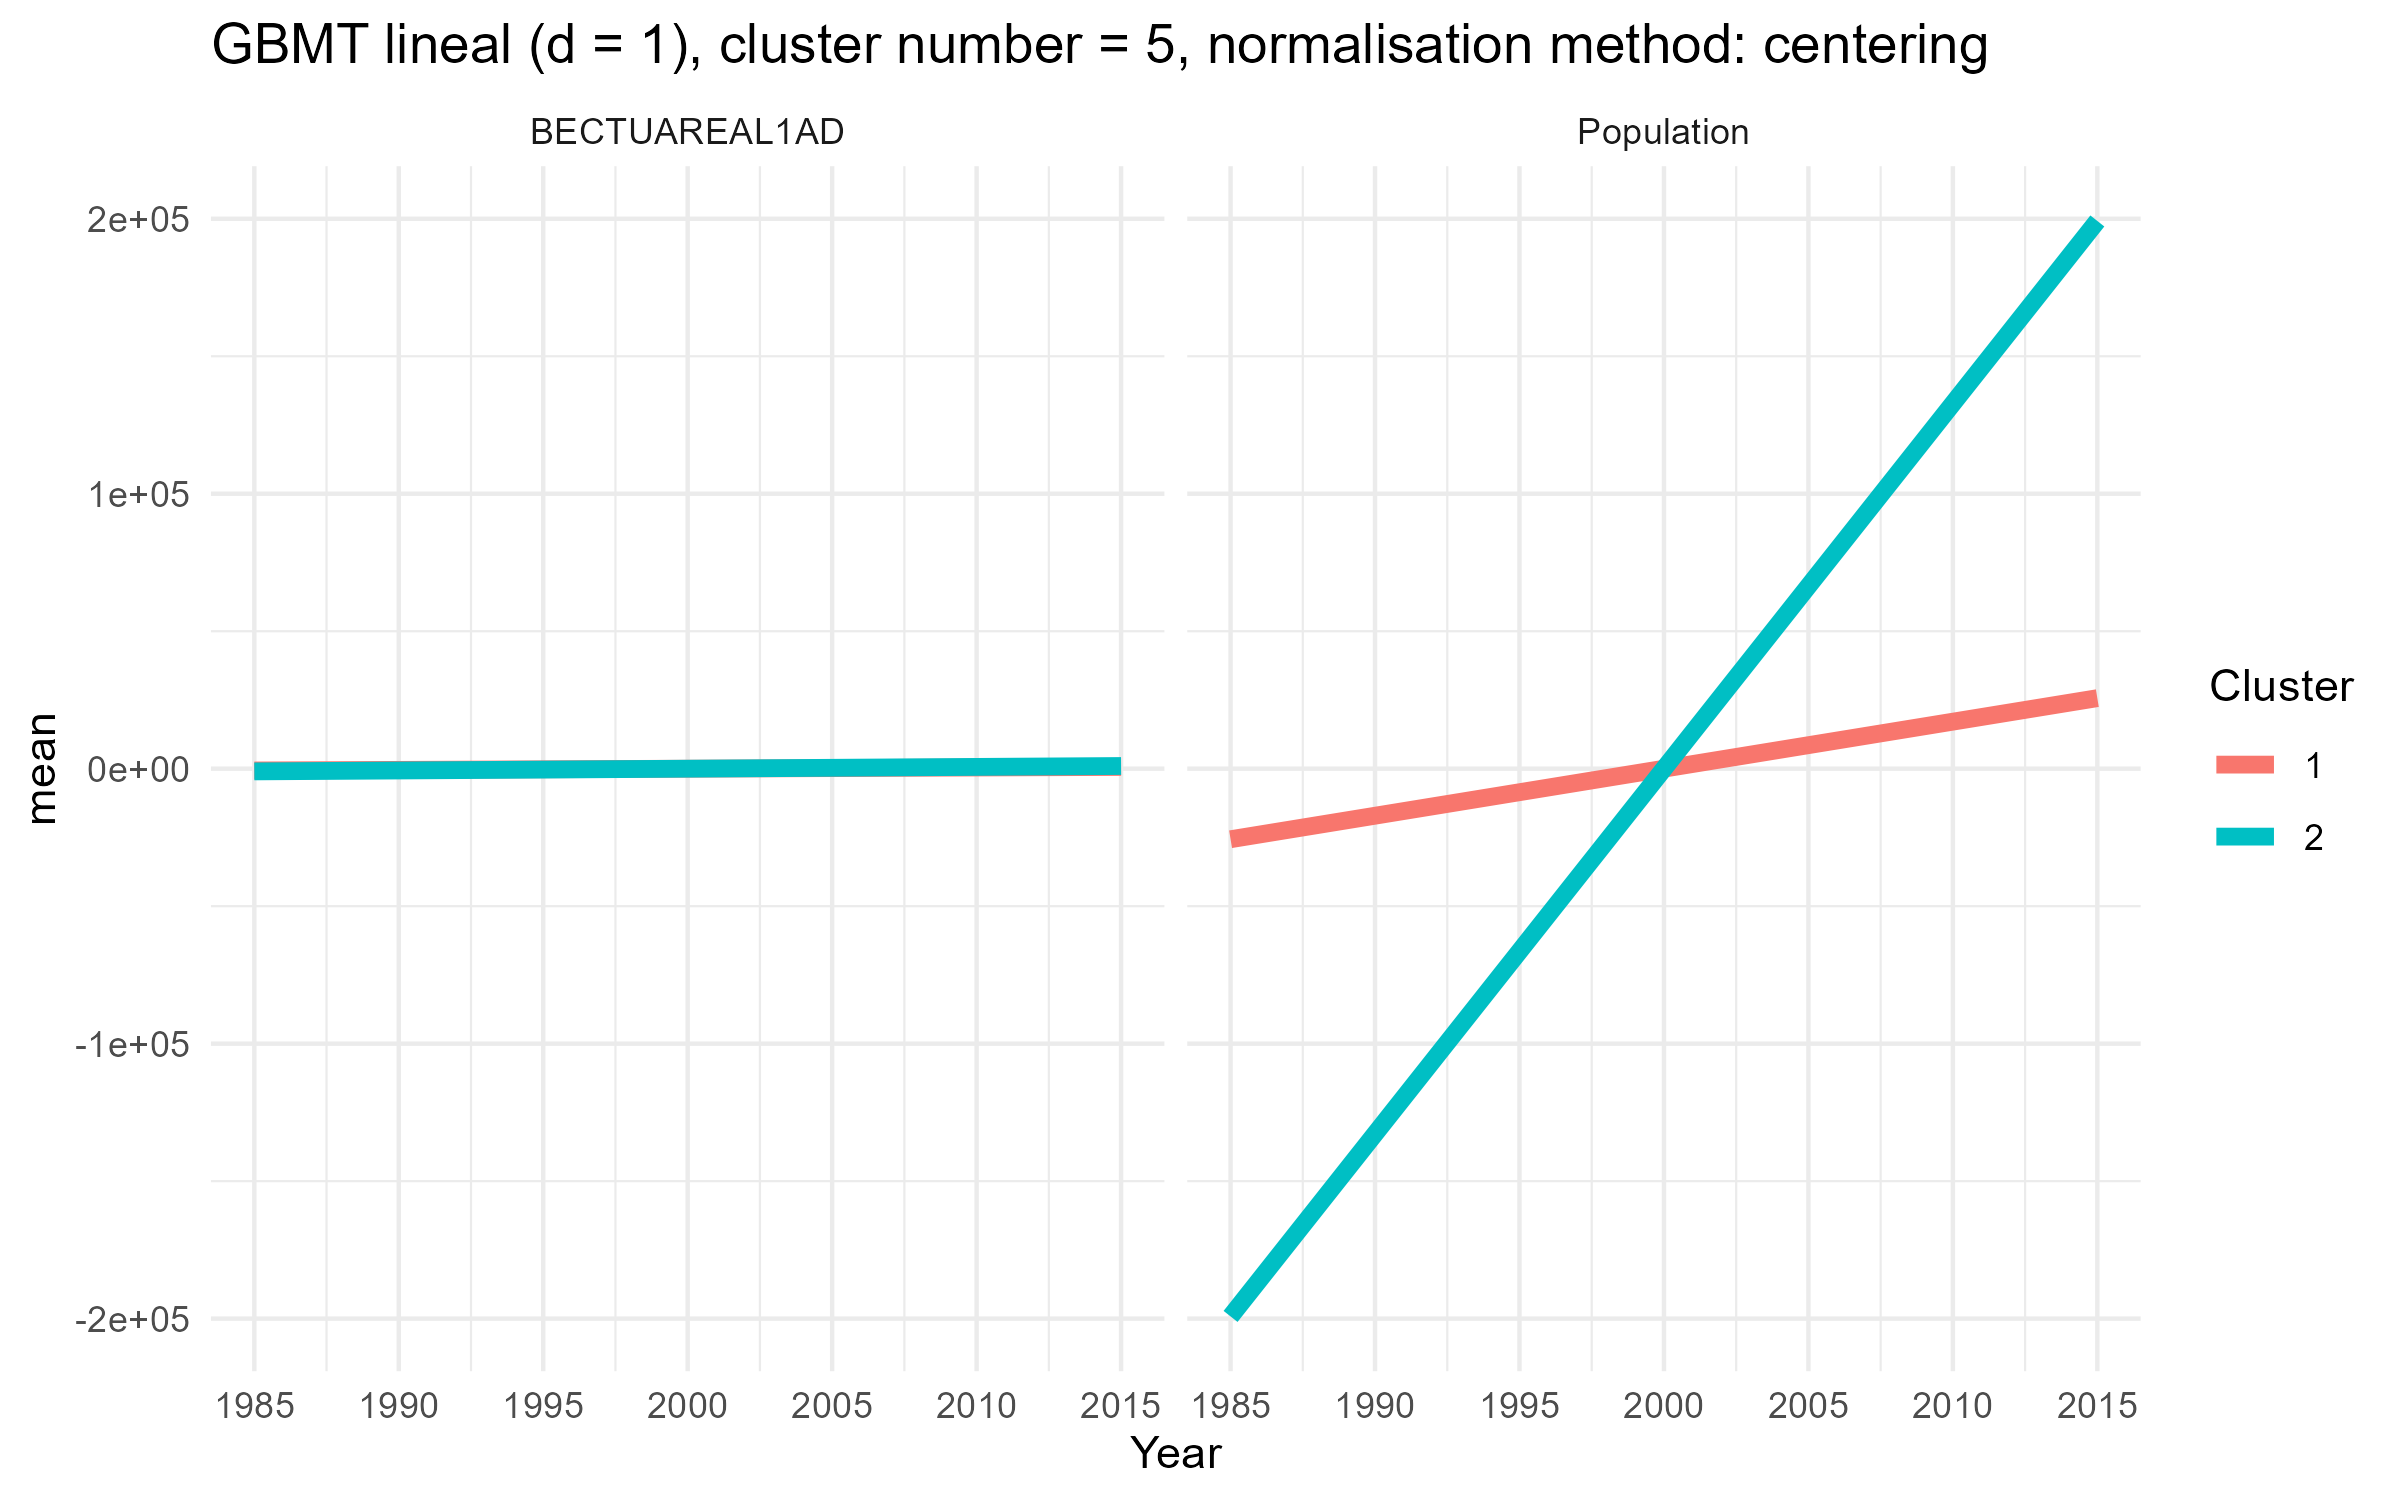 GBMT lineal (d = 1), cluster number = 5, normalisation method: centering
BECTUAREAL1AD
Population
2e+05
1e+05
0e+00
-1e+05
-2e+05
mean
1985 1990 1995 2000 2005 2010 2015
1985 1990 1995 2000 2005 2010 2015
Year
Cluster
1
2